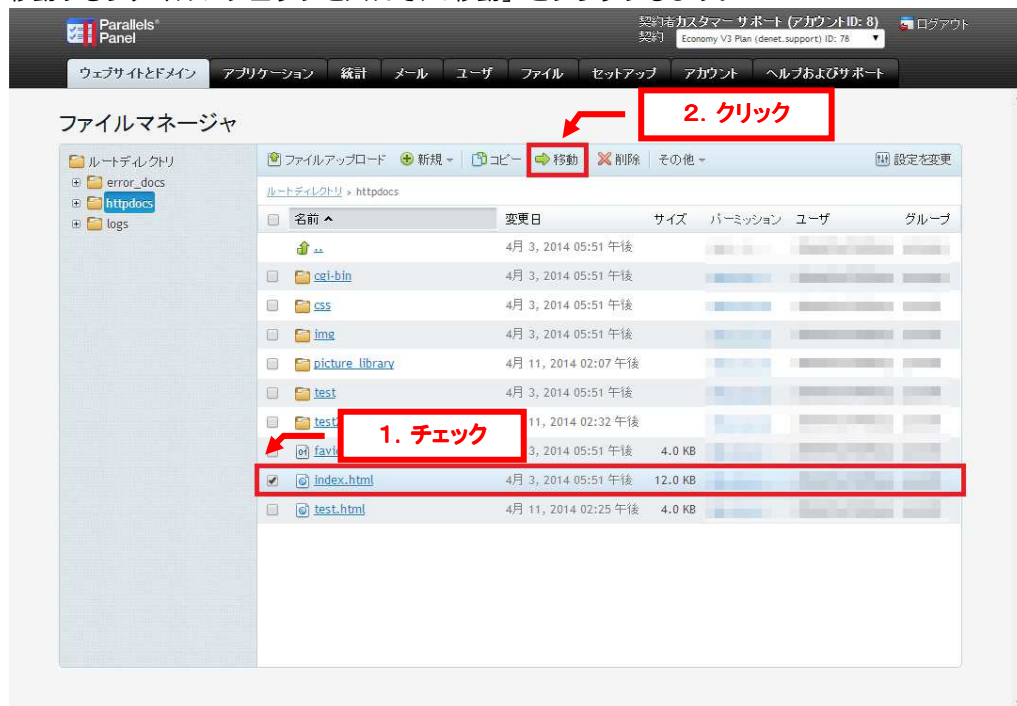 Parallels®
Panel
契約者カスタマー サポート (アカウントID: 8)
ログアウト
契約 Economy V3 Plan (denet.support) ID: 78
ウェブサイトとドメイン アプリケーション 統計 メール ユーザ ファイル セットアップ アカウント ヘルプおよびサポート
ファイルマネージャ
2. クリック
ルートディレクトリ
error_docs
httpdocs
logs
ファイルアップロード 新規 コピー 移動 削除 その他 設定を変更
ルートディレクトリ » httpdocs
名前 変更日 サイズ パーミッション ユーザ グループ
.. 4月 3, 2014 05:51 午後
cgi-bin 4月 3, 2014 05:51 午後
css 4月 3, 2014 05:51 午後
img 4月 3, 2014 05:51 午後
picture_library 4月 11, 2014 02:07 午後
test 4月 3, 2014 05:51 午後
test 11, 2014 02:32 午後
1. チェック
favi 3, 2014 05:51 午後 4.0 KB
index.html 4月 3, 2014 05:51 午後 12.0 KB
test.html 4月 11, 2014 02:25 午後 4.0 KB